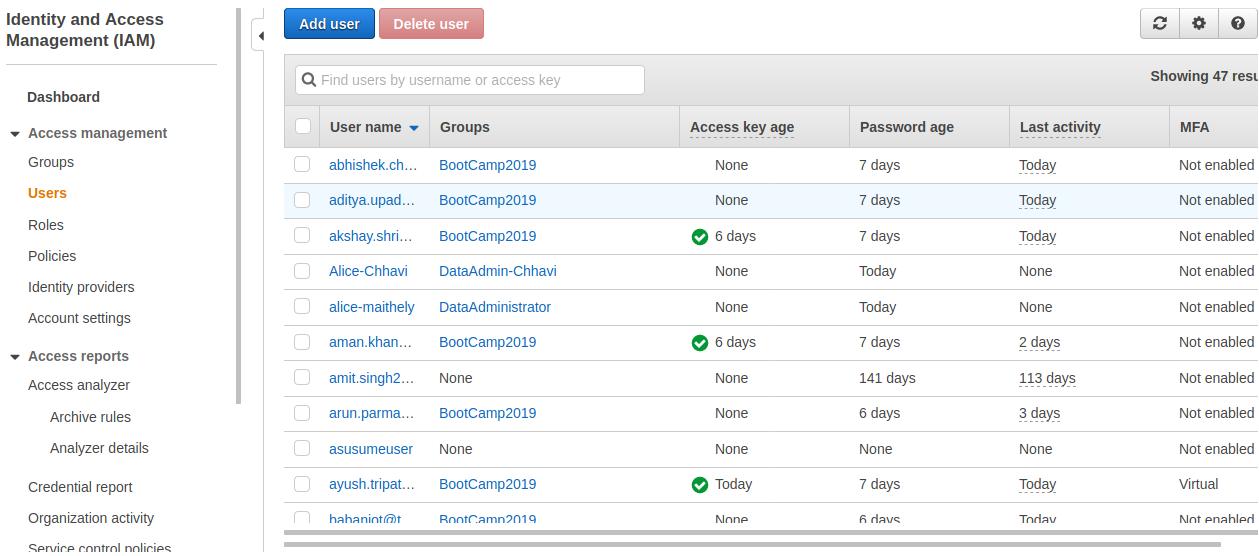 Identity and Access
Management (IAM)
Dashboard
Access management
Groups
Users
Roles
Policies
Identity providers
Account settings
Access reports
Access analyzer
Archive rules
Analyzer details
Credential report
Organization activity
Service control policies
Add user Delete user
Find users by username or access key
Showing 47 resu
User name Groups Access key age Password age Last activity MFA
abhishek.ch… BootCamp2019 None 7 days Today Not enabled
aditya.upad… BootCamp2019 None 7 days Today Not enabled
akshay.shri… BootCamp2019 6 days 7 days Today Not enabled
Alice-Chhavi DataAdmin-Chhavi None Today None Not enabled
alice-maithely DataAdministrator None Today None Not enabled
aman.khan… BootCamp2019 6 days 7 days 2 days Not enabled
amit.singh2… None None 141 days 113 days Not enabled
arun.parma… BootCamp2019 None 6 days 3 days Not enabled
asusumeuser None None None None Not enabled
ayush.tripat… BootCamp2019 Today 7 days Today Virtual
babanjot@t… BootCamp2019 None 6 days Today Not enabled